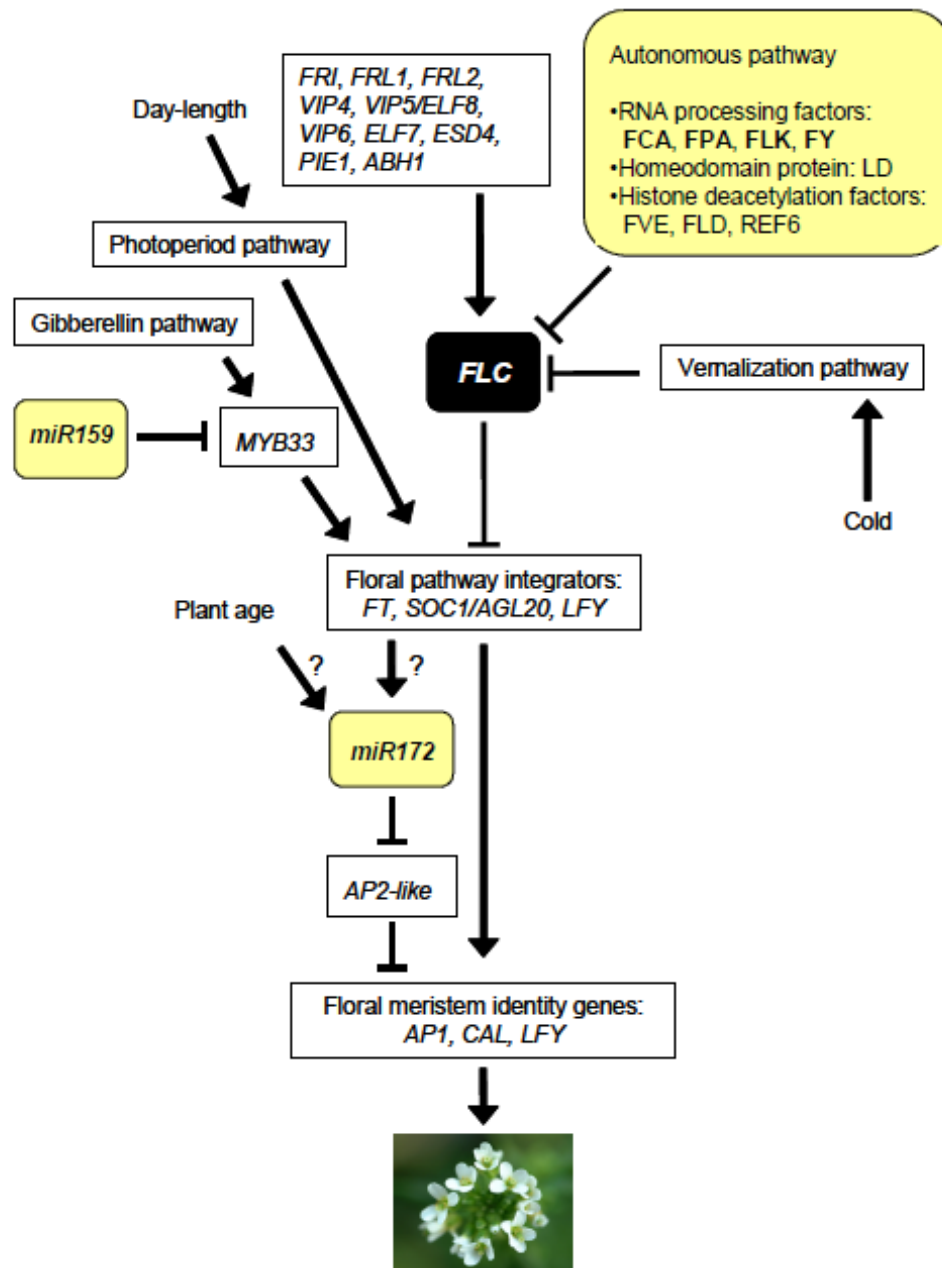 FRI, FRL1, FRL2,
VIP4, VIP5/ELF8,
VIP6, ELF7, ESD4,
PIE1, ABH1
Autonomous pathway
•RNA processing factors:
FCA, FPA, FLK, FY
•Homeodomain protein: LD
•Histone deacetylation factors:
FVE, FLD, REF6
Day-length
Photoperiod pathway
Gibberellin pathway
FLC
Vernalization pathway
miR159
MYB33
Cold
Floral pathway integrators:
FT, SOC1/AGL20, LFY
Plant age
?
?
miR172
AP2-like
Floral meristem identity genes:
AP1, CAL, LFY